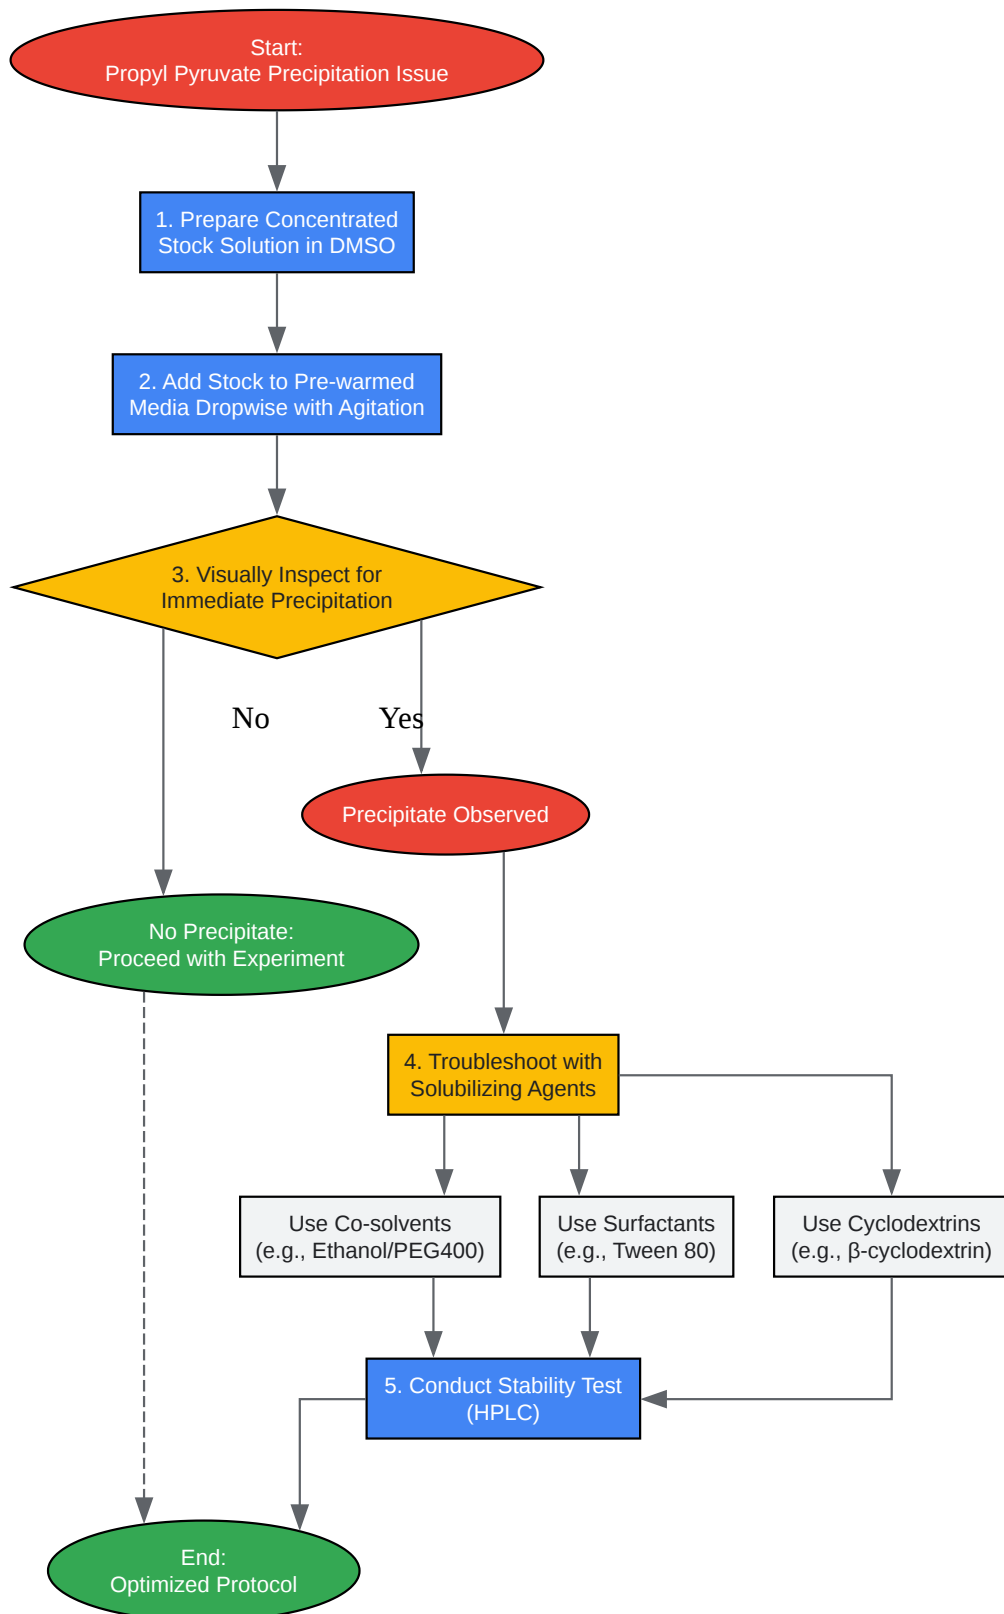 Start:
Propyl Pyruvate Precipitation Issue
1. Prepare Concentrated
Stock Solution in DMSO
2. Add Stock to Pre-warmed
Media Dropwise with Agitation
3. Visually Inspect for
Immediate Precipitation
No
Yes
Precipitate Observed
No Precipitate:
Proceed with Experiment
4. Troubleshoot with
Solubilizing Agents
Use Co-solvents
(e.g., Ethanol/PEG400)
Use Surfactants
(e.g., Tween 80)
Use Cyclodextrins
(e.g., β-cyclodextrin)
5. Conduct Stability Test
(HPLC)
End:
Optimized Protocol